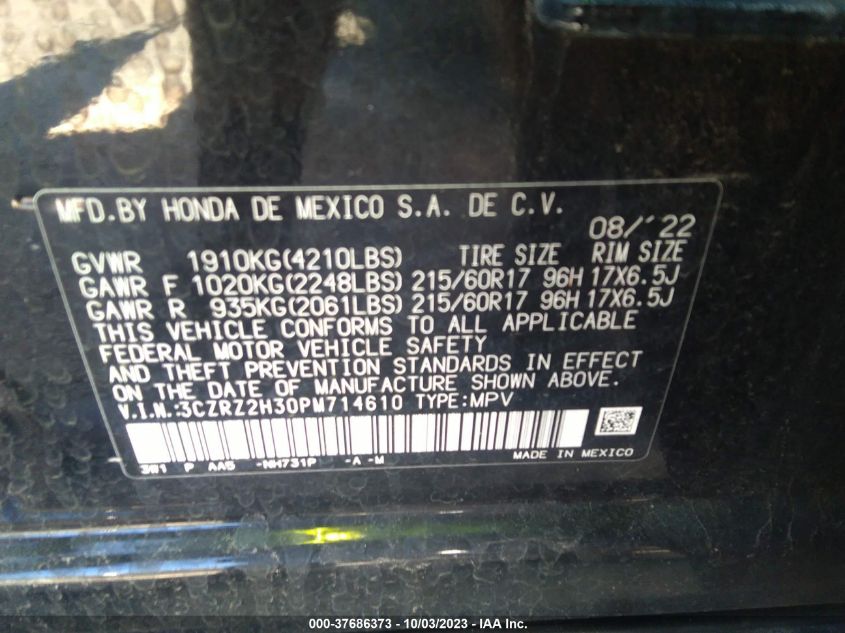 MFD.BY HONDA DE MEXICO S.A. DE C.V.
08/'22
GVWR 1910KG(4210LBS) TIRE SIZE RIM SIZE
GAWR F 1020KG(2248LBS) 215/60R17 96H 17X6.5J
GAWR R 935KG(2061LBS) 215/60R17 96H 17X6.5J
THIS VEHICLE CONFORMS TO ALL APPLICABLE
FEDERAL MOTOR VEHICLE SAFETY
AND THEFT PREVENTION STANDARDS IN EFFECT
ON THE DATE OF MANUFACTURE SHOWN ABOVE.
V.I.N.:3CZRZ2H30PM714610 TYPE:MPV
P AA5 -NH731P -A -M
MADE IN MEXICO
000-37686373 - 10/03/2023 - IAA Inc.